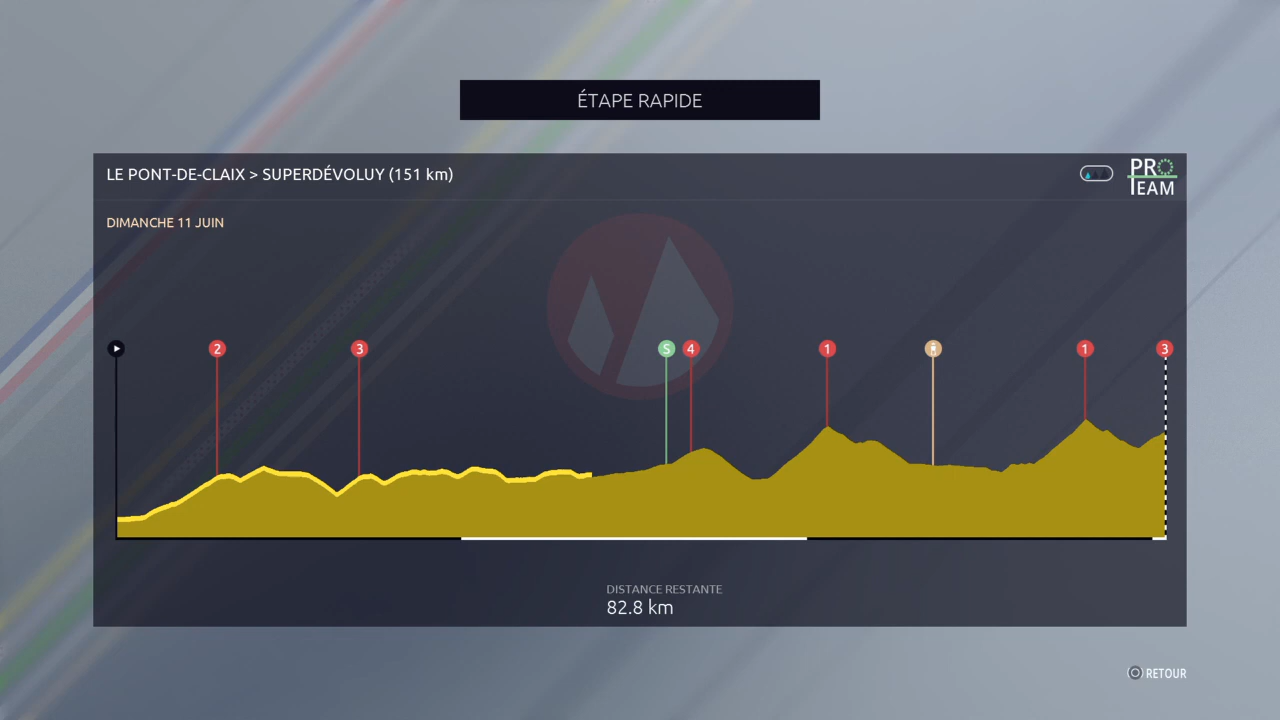 ÉTAPE RAPIDE
LE PONT-DE-CLAIX > SUPERDÉVOLUY (151 km)
PRO
TEAM
DIMANCHE 11 JUIN
2
3
S
4
1
1
3
DISTANCE RESTANTE
82.8 km
RETOUR